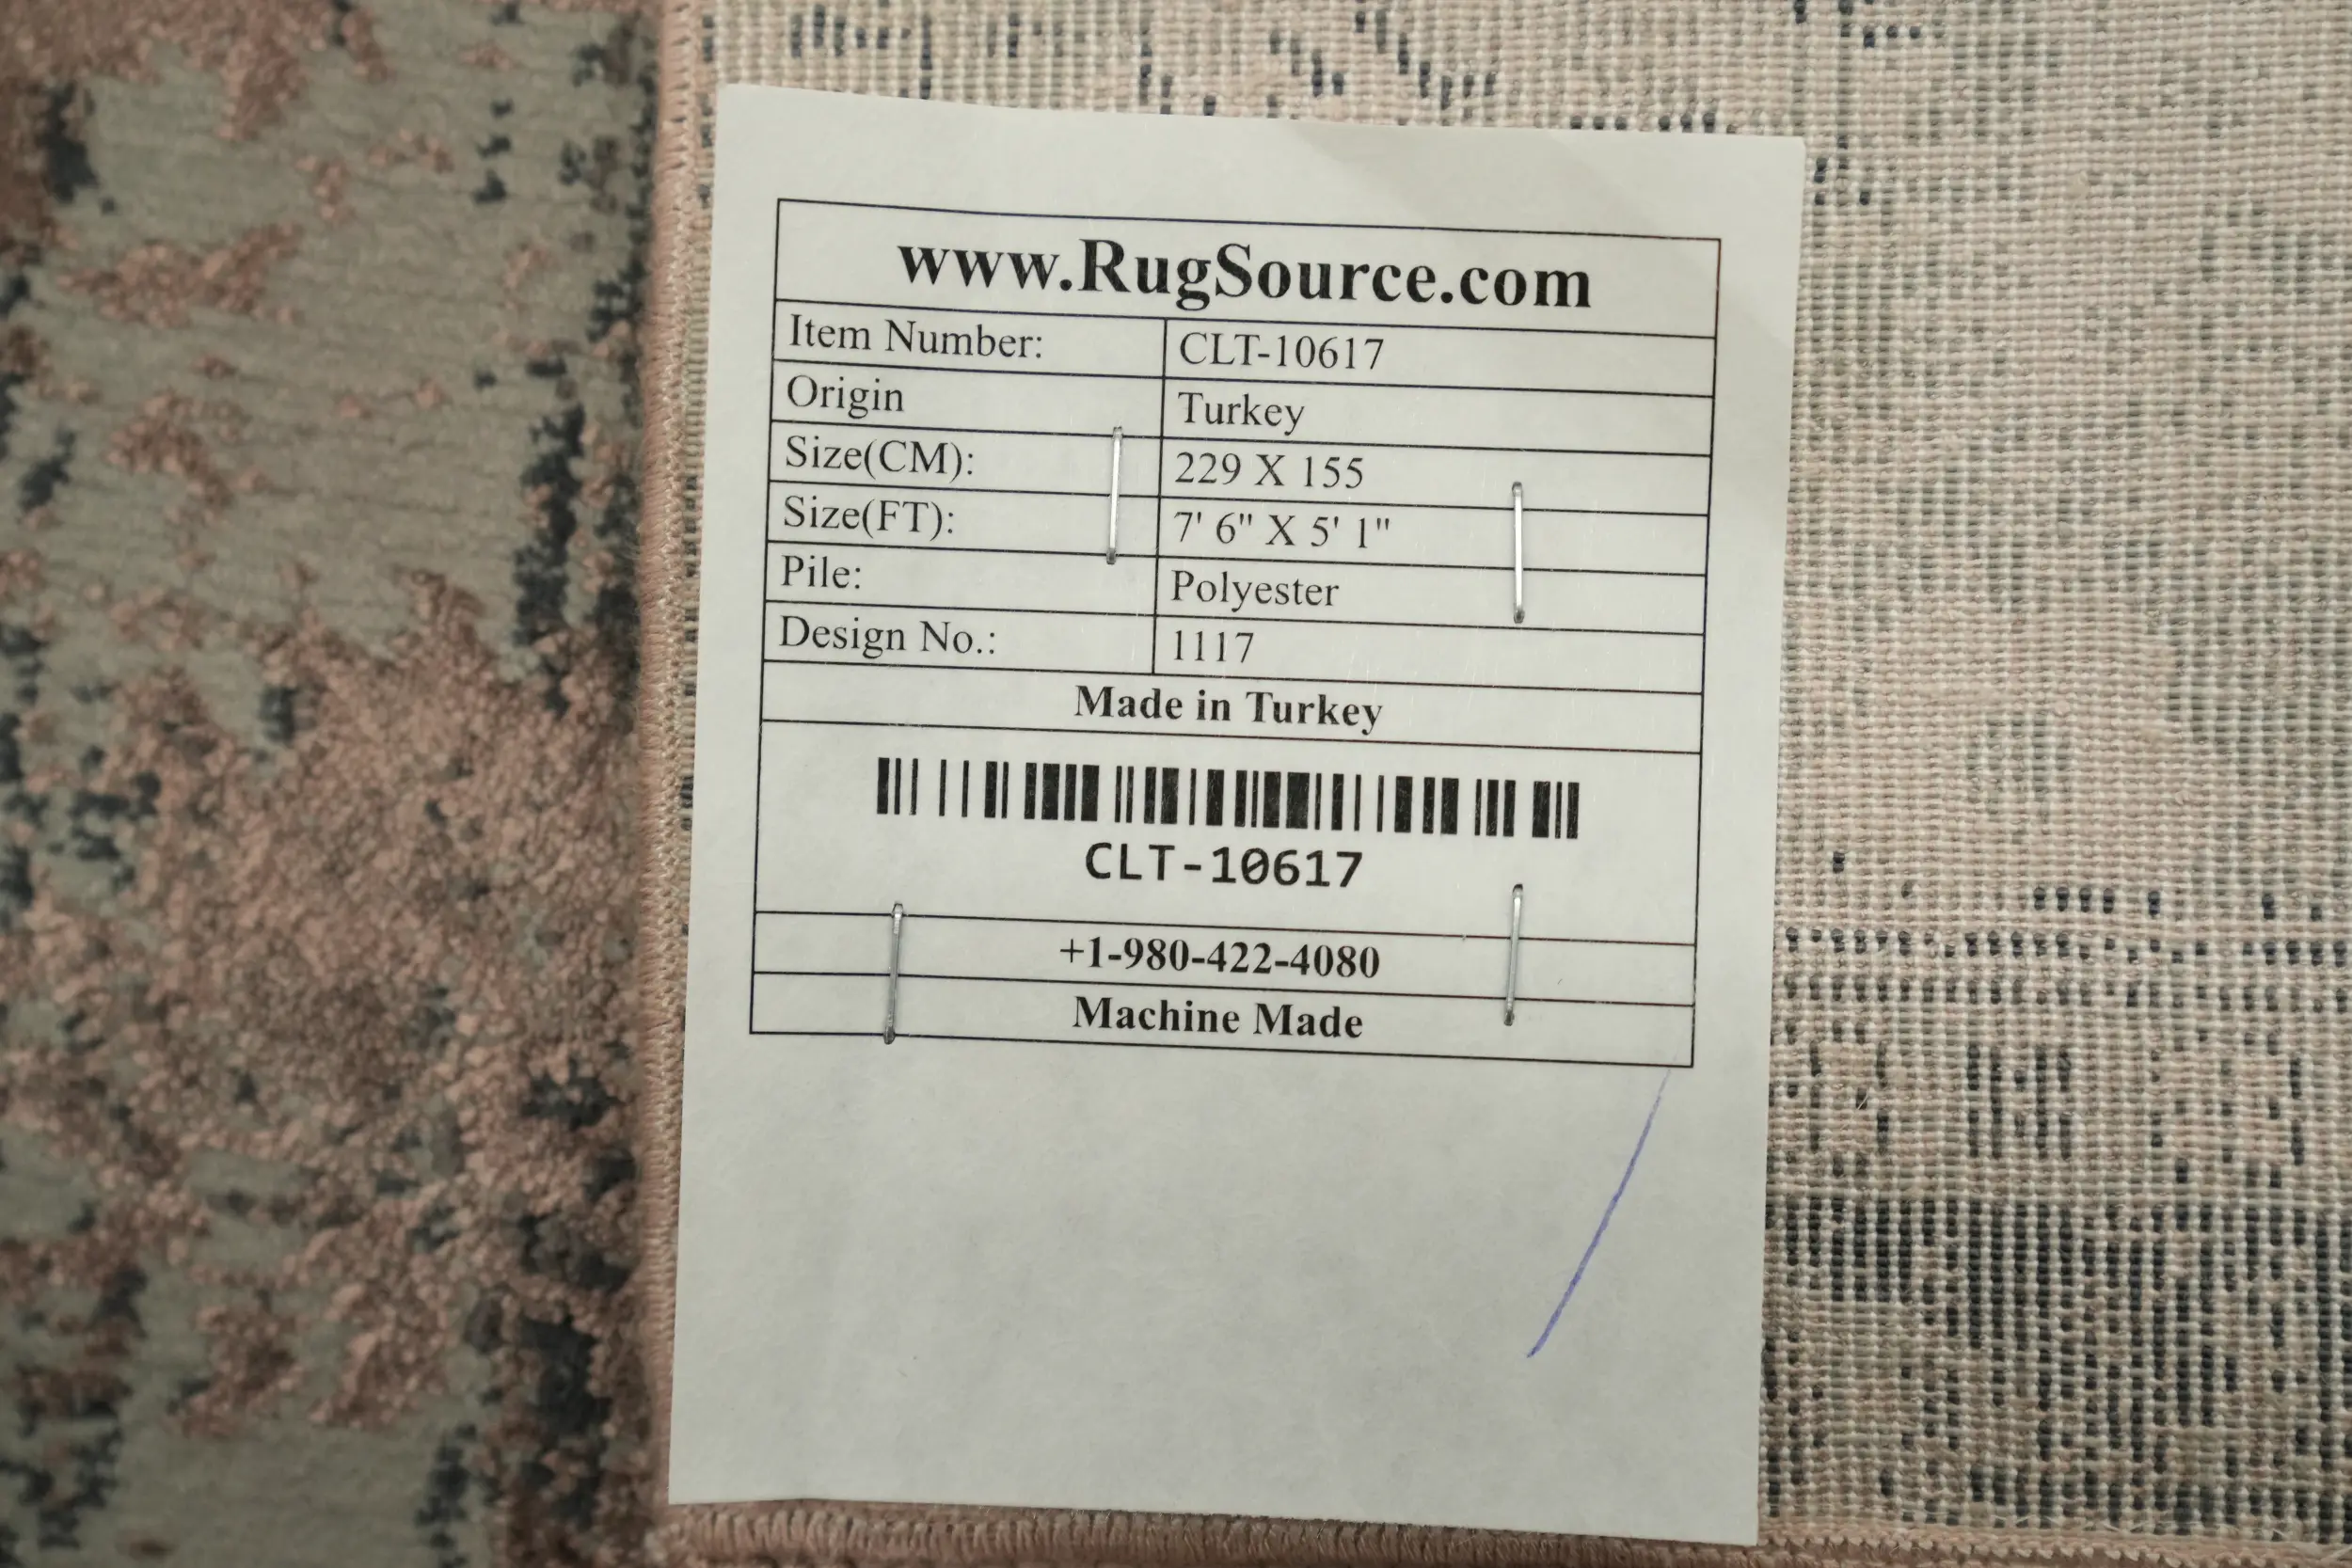 www.RugSource.com
Item Number: CLT-10617
Origin Turkey
Size(CM): 229 X 155
Size(FT): 7' 6" X 5' 1"
Pile: Polyester
Design No.: 1117
Made in Turkey
CLT-10617
+1-980-422-4080
Machine Made